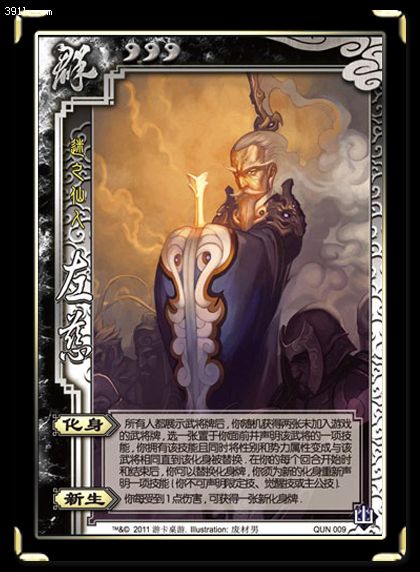 391k.com
群
迷之仙人
左慈
化身
所有人都展示武将牌后，你随机获得两张未加入游戏
的武将牌，选一张置于你面前并声明该武将的一项技
能，你拥有该技能且同时将性别和势力属性变成与该
武将相同直到该化身被替换．在你的每个回合开始时
和结束后，你可以替换化身牌，你须为新的化身重新声
明一项技能（你不可声明限定技、觉醒技或主公技）．
新生
你每受到1点伤害，可获得一张新化身牌．
山
™&© 2011 游卡桌游. Illustration: 废材男
QUN 009